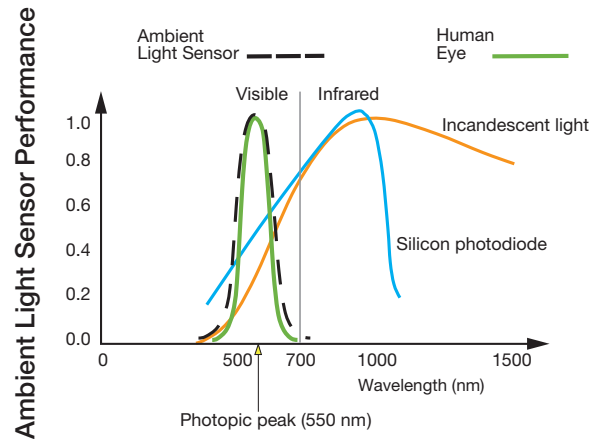 Ambient
Light Sensor
Human
Eye
Visible
Infrared
Ambient Light Sensor Performance
1.0
0.8
0.6
0.4
0.2
0.0
Incandescent light
Silicon photodiode
0
500
700
1000
1500
Wavelength (nm)
Photopic peak (550 nm)